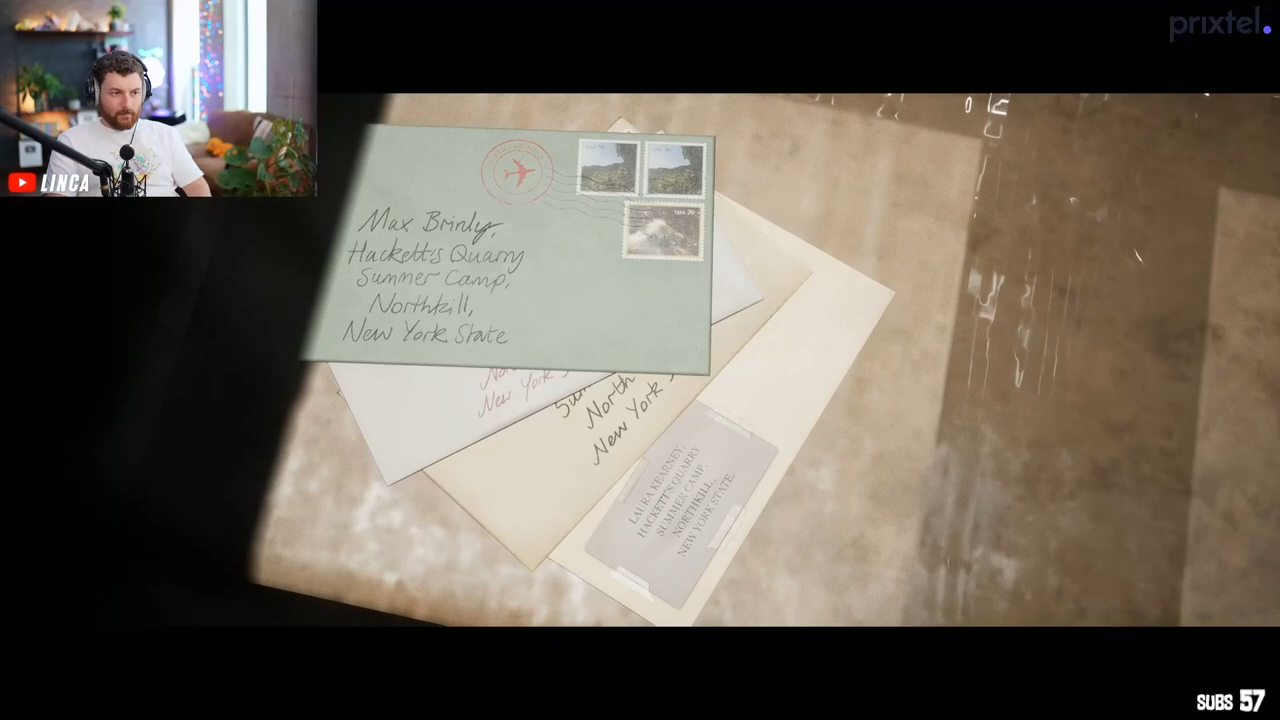 prixtel.
LINCA
Max Brinly,
Hackett's Quarry
Summer Camp,
Northkill,
New York State
New York
North
New York
LAURA KEARNEY,
HACKETT'S QUARRY
SUMMER CAMP,
NORTHKILL,
NEW YORK STATE
SUBS 57